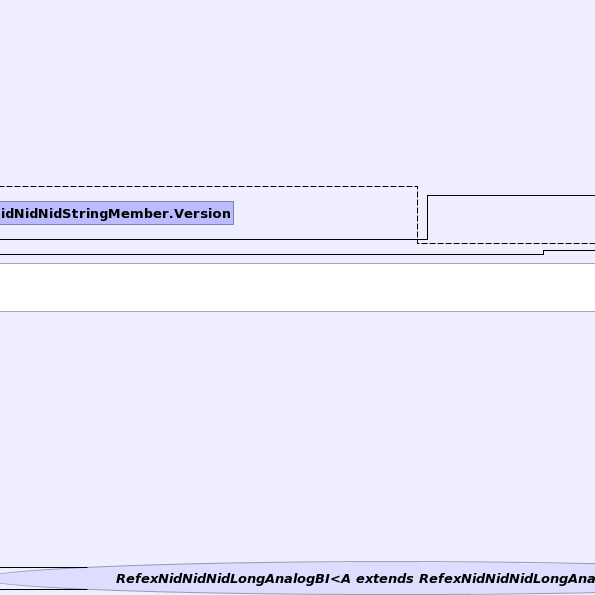 idNidNidStringMember.Version
RefexNidNidNidLongAnalogBI<A extends RefexNidNidNidLongAna